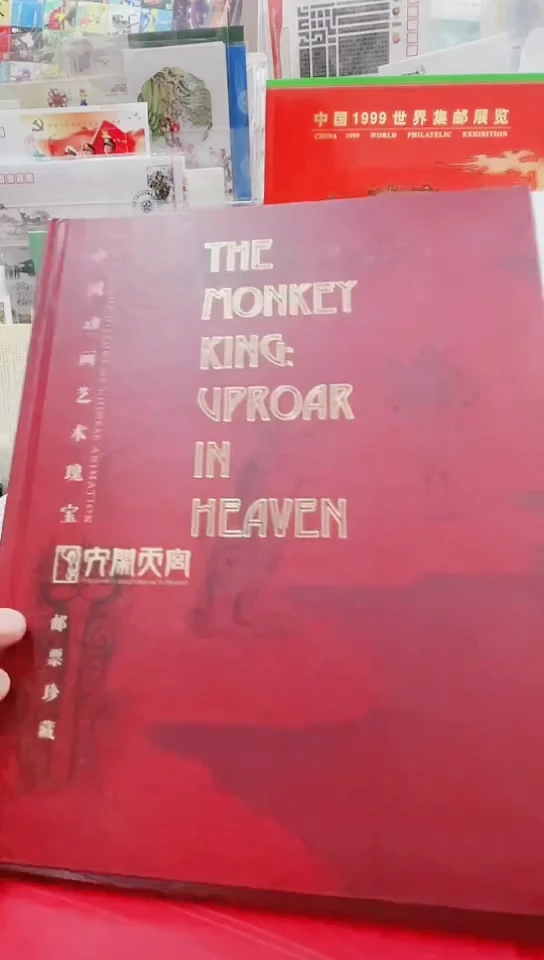 中国1999世界集邮展览
CHINA 1999 WORLD PHILATELIC EXHIBITION
THE
MONKEY
KING:
UPROAR
IN
HEAVEN
中国动画艺术瑰宝
大闹天宫
邮票珍藏